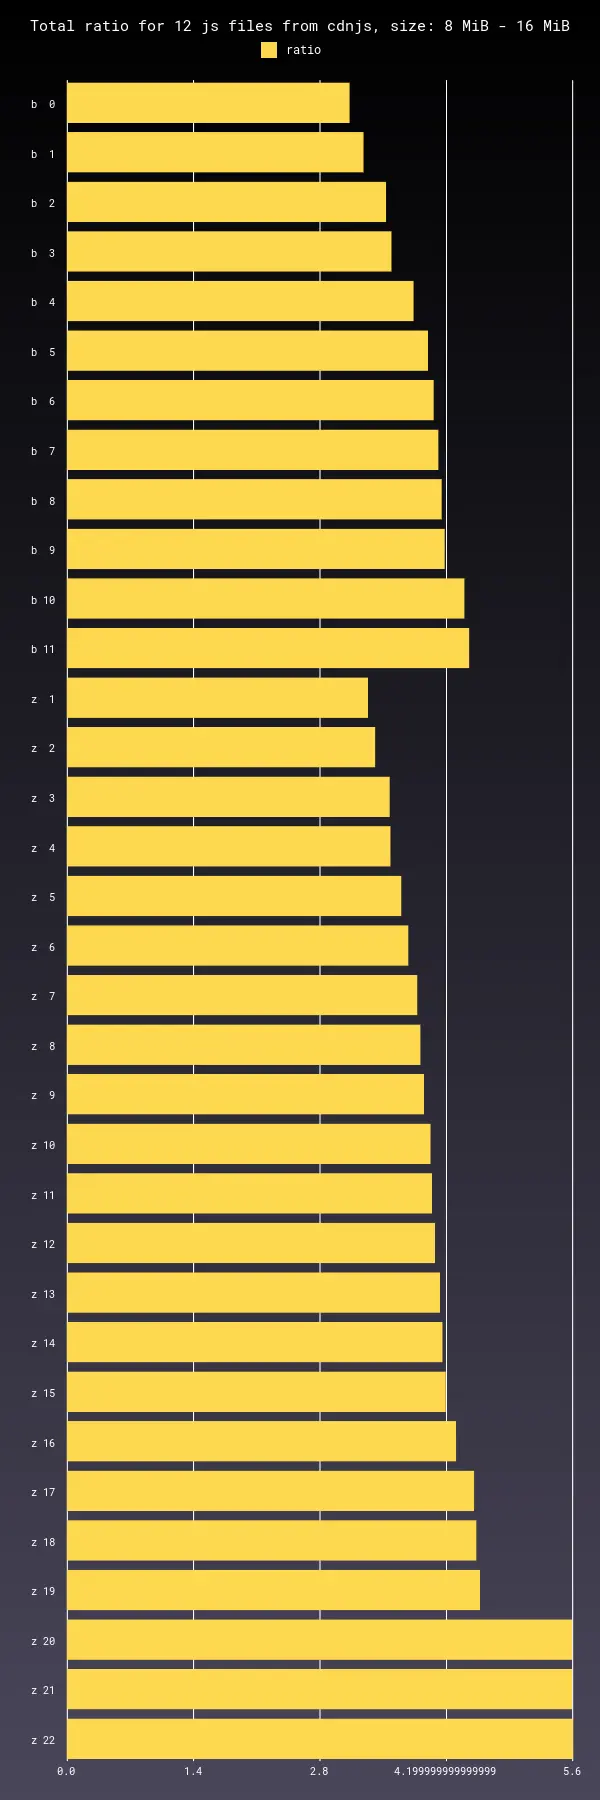 Total ratio for 12 js files from cdnjs, size: 8 MiB - 16 MiB
ratio
b  0
b  1
b  2
b  3
b  4
b  5
b  6
b  7
b  8
b  9
b 10
b 11
z  1
z  2
z  3
z  4
z  5
z  6
z  7
z  8
z  9
z 10
z 11
z 12
z 13
z 14
z 15
z 16
z 17
z 18
z 19
z 20
z 21
z 22
0.0 1.4 2.8 4.199999999999999 5.6